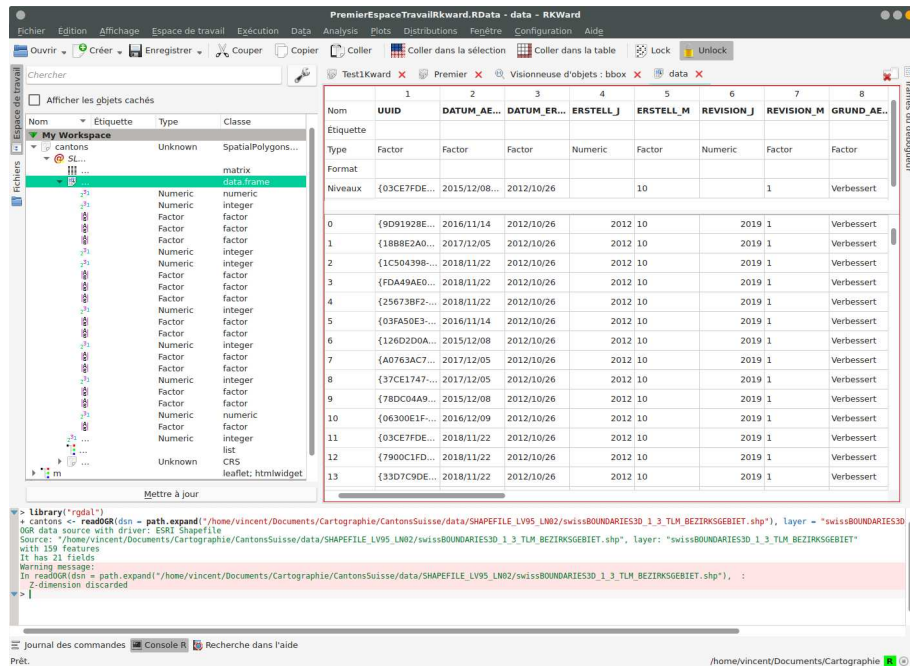 PremierEspaceTravailRkward.RData - data – RKWard
Fichier Edition Affichage Espace de travail Exécution Data Analysis Plots Distributions Fenêtre Configuration Aide
Ouvrir Créer Enregistrer Couper Copier Coller Coller dans la sélection Coller dans la table Lock Unlock
Espace de travail
Fichiers
Chercher
Afficher les objets cachés
Nom Étiquette Type Classe
My Workspace
cantons Unknown SpatialPolygons...
SL...
... matrix
... data.frame
Numeric numeric
Numeric integer
Factor factor
Factor factor
Factor factor
Numeric integer
Numeric integer
Factor factor
Factor factor
Factor factor
Numeric integer
Factor factor
Factor factor
Numeric integer
Factor factor
Factor factor
Numeric integer
Factor factor
Factor factor
Numeric numeric
Factor factor
... Numeric integer
... list
... Unknown CRS
m leaflet; htmlwidget
Mettre à jour
Test1Kward Premier Visionneuse d'objets : bbox data
1 2 3 4 5 6 7 8
Nom UUID DATUM_AE... DATUM_ER... ERSTELL_J ERSTELL_M REVISION_J REVISION_M GRUND_AE...
Étiquette
Type Factor Factor Factor Numeric Factor Numeric Factor Factor
Format
Niveaux {03CE7FDE... 2015/12/08... 2012/10/26 10 1 Verbessert
0 {9D91928E... 2016/11/14 2012/10/26 2012 10 2019 1 Verbessert
1 {18B8E2A0... 2017/12/05 2012/10/26 2012 10 2019 1 Verbessert
2 {1C504398-... 2018/11/22 2012/10/26 2012 10 2019 1 Verbessert
3 {FDA49AE0... 2018/11/22 2012/10/26 2012 10 2019 1 Verbessert
4 {25673BF2-... 2018/11/22 2012/10/26 2012 10 2019 1 Verbessert
5 {03FA50E3-... 2016/11/14 2012/10/26 2012 10 2019 1 Verbessert
6 {126D2D0A... 2015/12/08 2012/10/26 2012 10 2019 1 Verbessert
7 {A0763AC7... 2017/12/05 2012/10/26 2012 10 2019 1 Verbessert
8 {37CE1747-... 2017/12/05 2012/10/26 2012 10 2019 1 Verbessert
9 {78DC04A9... 2015/12/08 2012/10/26 2012 10 2019 1 Verbessert
10 {06300E1F-... 2016/12/09 2012/10/26 2012 10 2019 1 Verbessert
11 {03CE7FDE... 2018/11/22 2012/10/26 2012 10 2019 1 Verbessert
12 {7900C1FD... 2018/11/22 2012/10/26 2012 10 2019 1 Verbessert
13 {33D7C9DE... 2018/11/22 2012/10/26 2012 10 2019 1 Verbessert
> library("rgdal")
+ cantons <- readOGR(dsn = path.expand("/home/vincent/Documents/Cartographie/CantonsSuisse/data/SHAPEFILE_LV95_LN02/swissBOUNDARIES3D_1_3_TLM_BEZIRKSGEBIET.shp"), layer = "swissBOUNDARIES3D
OGR data source with driver: ESRI Shapefile
Source: "/home/vincent/Documents/Cartographie/CantonsSuisse/data/SHAPEFILE_LV95_LN02/swissBOUNDARIES3D_1_3_TLM_BEZIRKSGEBIET.shp", layer: "swissBOUNDARIES3D_1_3_TLM_BEZIRKSGEBIET"
with 159 features
It has 21 fields
Warning message:
In readOGR(dsn = path.expand("/home/vincent/Documents/Cartographie/CantonsSuisse/data/SHAPEFILE_LV95_LN02/swissBOUNDARIES3D_1_3_TLM_BEZIRKSGEBIET.shp"), :
Z-dimension discarded
>
Journal des commandes Console R Recherche dans l'aide
Prêt. /home/vincent/Documents/Cartographie R